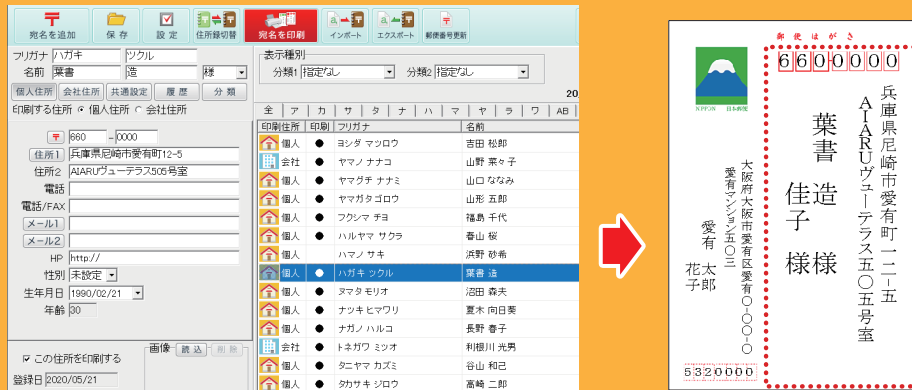 宛名を追加 保存 設定 住所録切替 宛名を印刷 インポート エクスポート 郵便番号更新
フリガナ ハガキ ツクル
名前 葉書 造 様
個人住所 会社住所 共通設定 履歴 分類
印刷する住所 個人住所 会社住所
〒 660 - 0000
住所1 兵庫県尼崎市愛有町12-5
住所2 AIARUヴューテラス505号室
電話
電話/FAX
メール1
メール2
HP http://
性別 未設定
生年月日 1990/02/21
年齢 30
画像 読込 削除
この住所を印刷する
登録日 2020/05/21
表示種別
分類1 指定なし 分類2 指定なし
20
全 ア カ サ タ ナ ハ マ ヤ ラ ワ AB
印刷住所 印刷 フリガナ 名前
個人 ● ヨシダ マツロウ 吉田 松郎
会社 ● ヤマノ ナナコ 山野 菜々子
個人 ● ヤマグチ ナナミ 山口 ななみ
個人 ● ヤマガタ ゴロウ 山形 五郎
個人 ● フクシマ チヨ 福島 千代
個人 ● ハルヤマ サクラ 春山 桜
個人 ハマノ サキ 浜野 砂希
個人 ● ハガキ ツクル 葉書 造
個人 ● ヌマタ モリオ 沼田 森夫
個人 ● ナツキ ヒマワリ 夏木 向日葵
個人 ● ナガノ ハルコ 長野 春子
会社 ● トネガワ ミツオ 利根川 光男
個人 ● タニヤマ カズミ 谷山 和己
個人 ● タカサキ ジロウ 高崎 二郎
郵便はがき
6600000
NIPPON 日本郵便
兵庫県尼崎市愛有町一二-五
AIARUヴューテラス五〇五号室
葉書 造 様
佳子 様
大阪府大阪市愛有区愛有〇-〇〇-〇
愛有マンション五〇三
愛有 太郎
花子
5320000